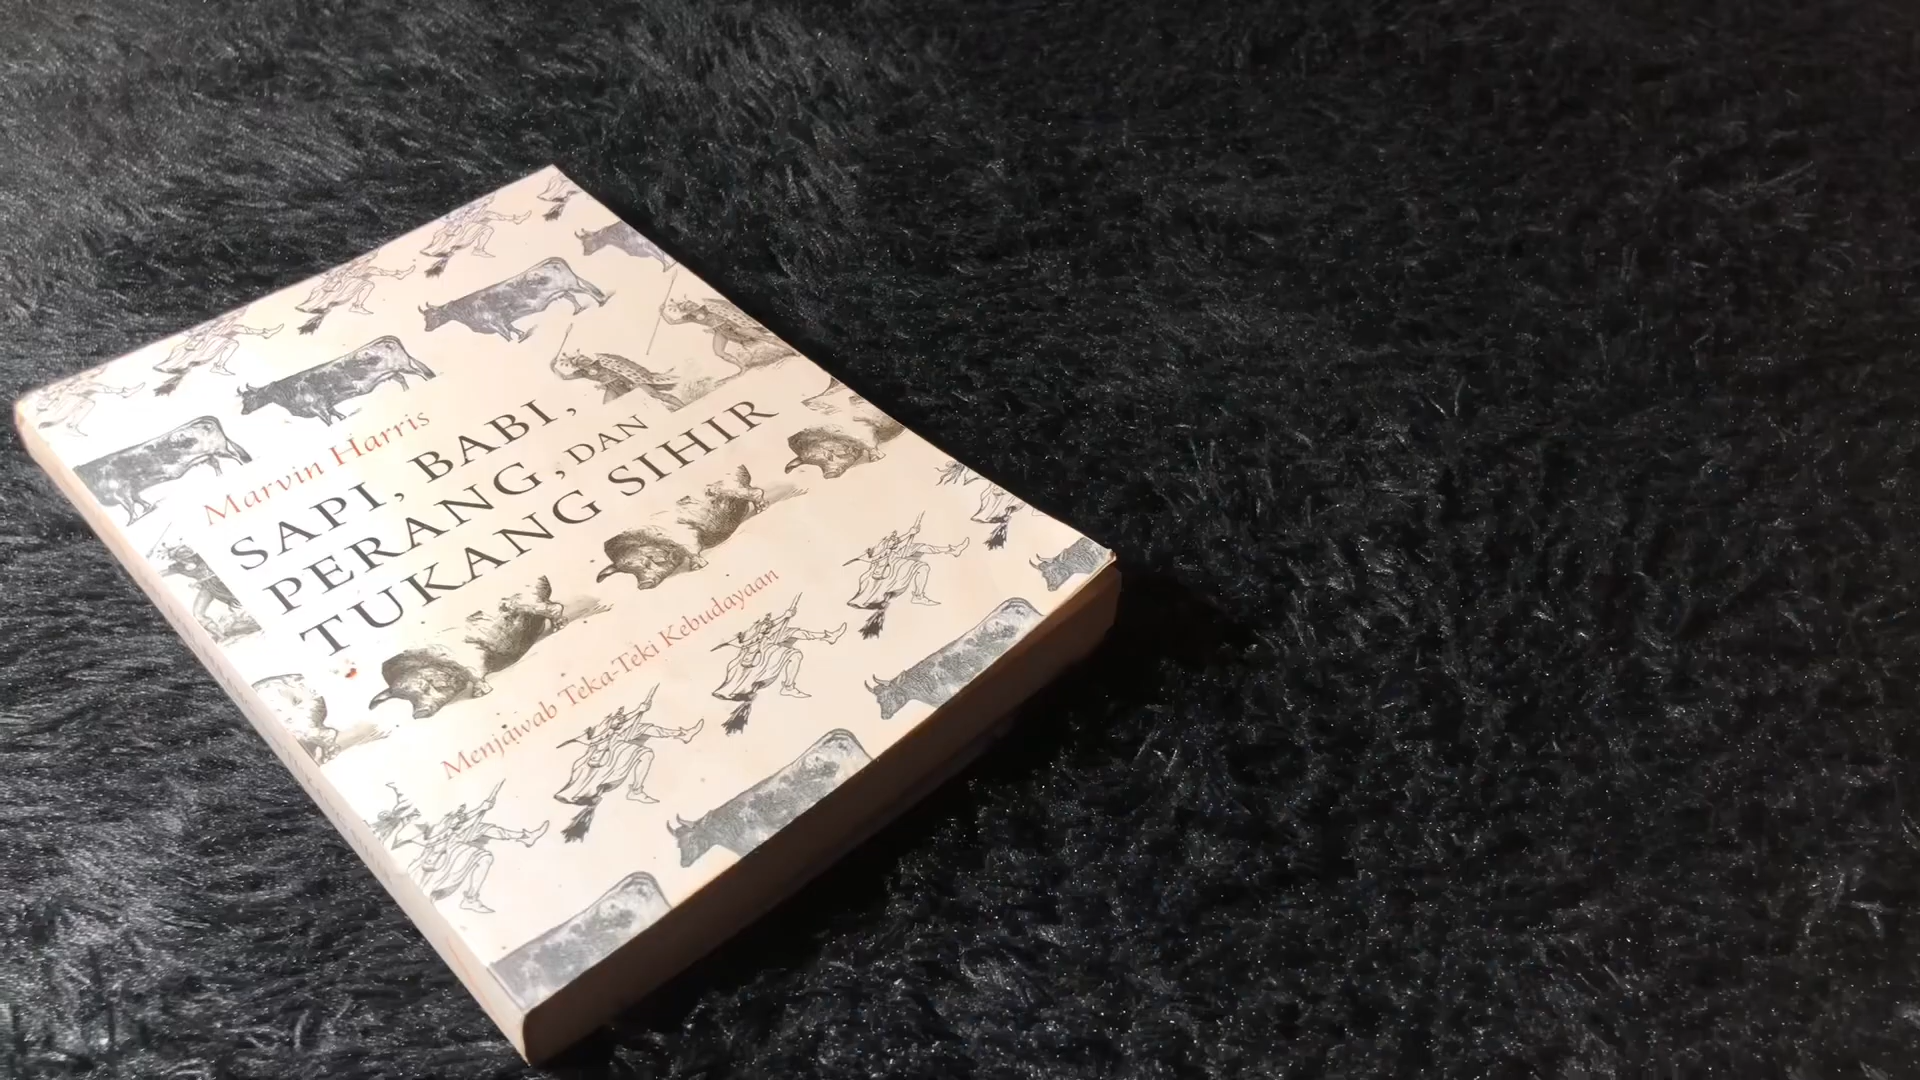 Marvin Harris
SAPI, BABI,
PERANG, DAN
TUKANG SIHIR
Menjawab Teka-Teki Kebudayaan